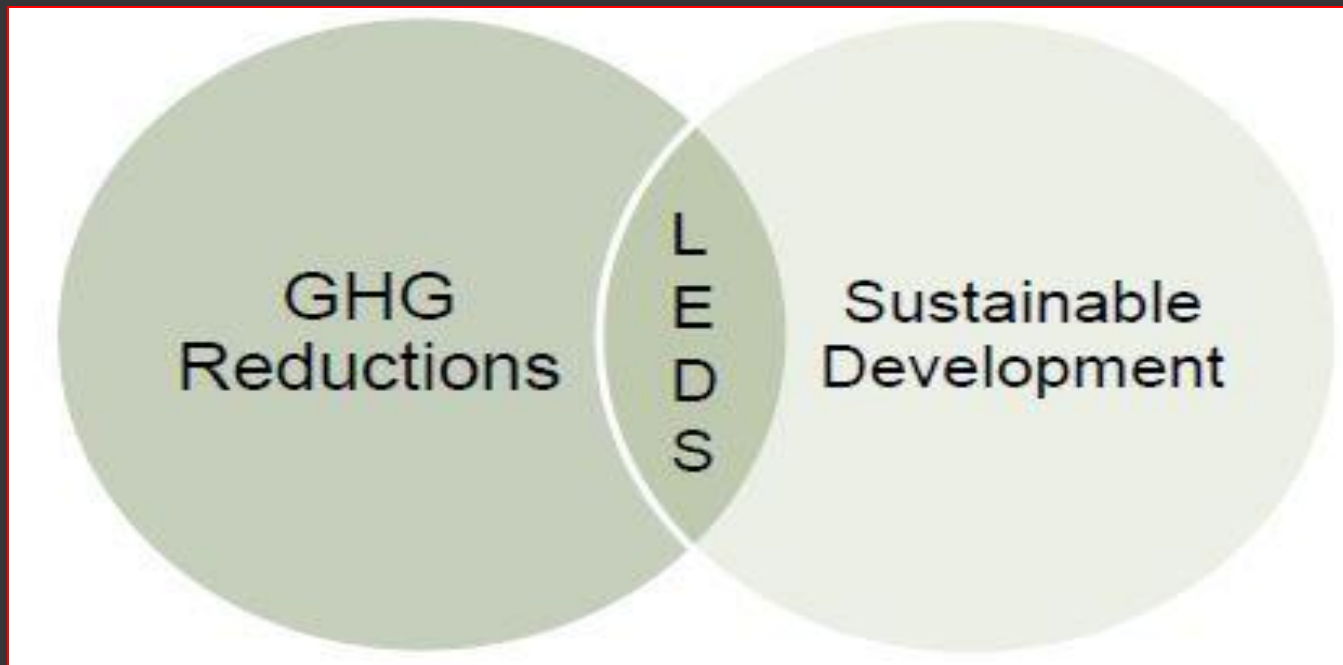 GHG
Reductions
L
E
D
S
Sustainable
Development